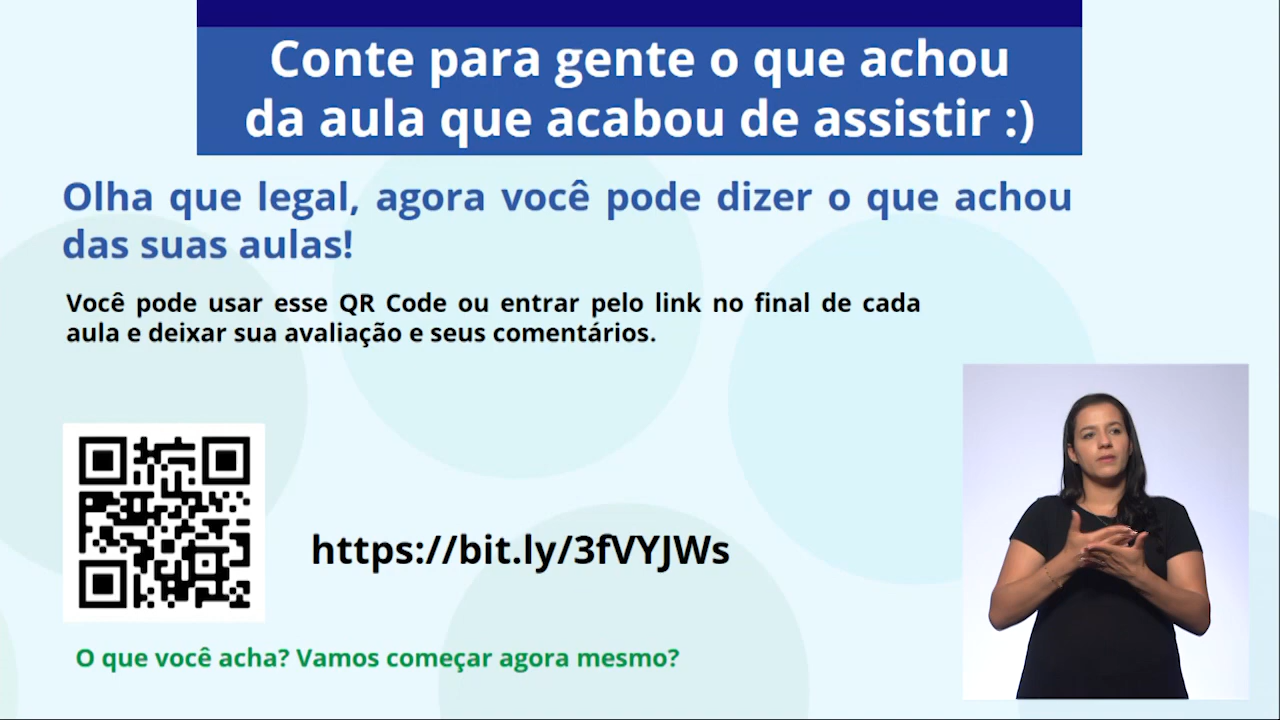 Conte para gente o que achou
da aula que acabou de assistir :)
Olha que legal, agora você pode dizer o que achou
das suas aulas!
Você pode usar esse QR Code ou entrar pelo link no final de cada
aula e deixar sua avaliação e seus comentários.
https://bit.ly/3fVYJWs
O que você acha? Vamos começar agora mesmo?